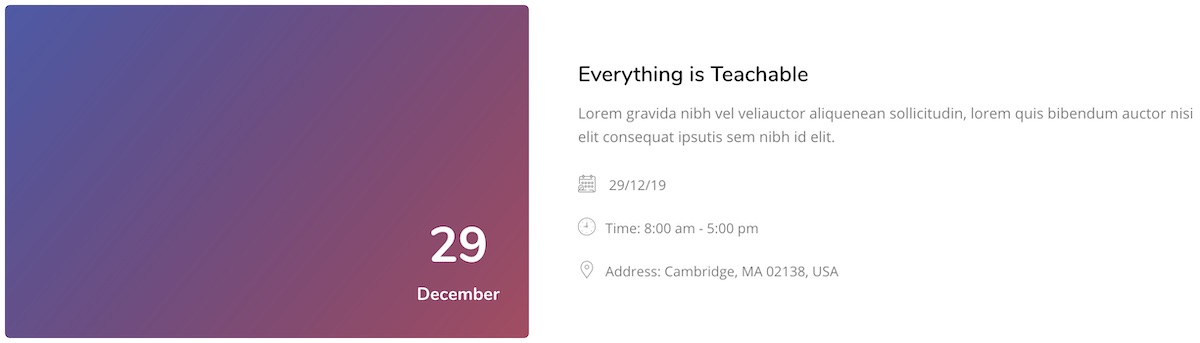 29
December
Everything is Teachable
Lorem gravida nibh vel veliauctor aliquenean sollicitudin, lorem quis bibendum auctor nisi
elit consequat ipsutis sem nibh id elit.
29/12/19
Time: 8:00 am - 5:00 pm
Address: Cambridge, MA 02138, USA